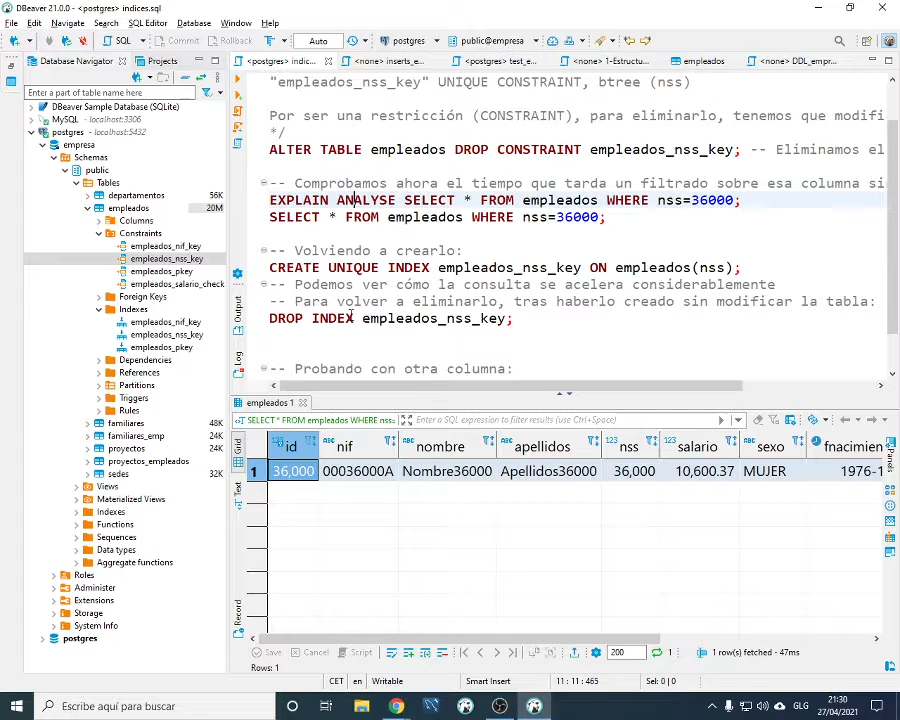 DBeaver 21.0.0 - <postgres> indices.sql
File Edit Navigate Search SQL Editor Database Window Help
SQL Commit Rollback T Auto postgres public@empresa
Database Navigator Projects
<postgres> indic... <none> inserts_e... <postgres> test_e... <none> 1-Estructu... empleados <none> DDL_empr...
Enter a part of table name here
DBeaver Sample Database (SQLite)
MySQL - localhost:3306
postgres - localhost:5432
empresa
Schemas
public
Tables
departamentos 56K
empleados 20M
Columns
Constraints
empleados_nif_key
empleados_nss_key
empleados_pkey
empleados_salario_check
Foreign Keys
Indexes
empleados_nif_key
empleados_nss_key
empleados_pkey
Dependencies
References
Partitions
Triggers
Rules
familiares 48K
familiares_emp 24K
proyectos 24K
proyectos_empleados
sedes 32K
Views
Materialized Views
Indexes
Functions
Sequences
Data types
Aggregate functions
Roles
Administer
Extensions
Storage
System Info
postgres
"empleados_nss_key" UNIQUE CONSTRAINT, btree (nss)
Por ser una restricción (CONSTRAINT), para eliminarlo, tenemos que modifi
*/
ALTER TABLE empleados DROP CONSTRAINT empleados_nss_key; -- Eliminamos el
-- Comprobamos ahora el tiempo que tarda un filtrado sobre esa columna si
EXPLAIN ANALYSE SELECT * FROM empleados WHERE nss=36000;
SELECT * FROM empleados WHERE nss=36000;
-- Volviendo a crearlo:
CREATE UNIQUE INDEX empleados_nss_key ON empleados(nss);
-- Podemos ver cómo la consulta se acelera considerablemente
-- Para volver a eliminarlo, tras haberlo creado sin modificar la tabla:
DROP INDEX empleados_nss_key;
-- Probando con otra columna:
Output
Log
empleados 1
SELECT * FROM empleados WHERE nss= Enter a SQL expression to filter results (use Ctrl+Space)
Grid
Text
Record
Panels
id nif nombre apellidos nss salario sexo fnacimien
1 36,000 00036000A Nombre36000 Apellidos36000 36,000 10,600.37 MUJER 1976-1
Save Cancel Script 200 1 1 row(s) fetched - 47ms
Rows: 1
CET en Writable Smart Insert 11 : 11 : 465 Sel: 0 | 0
Escribe aquí para buscar
GLG 21:30 27/04/2021